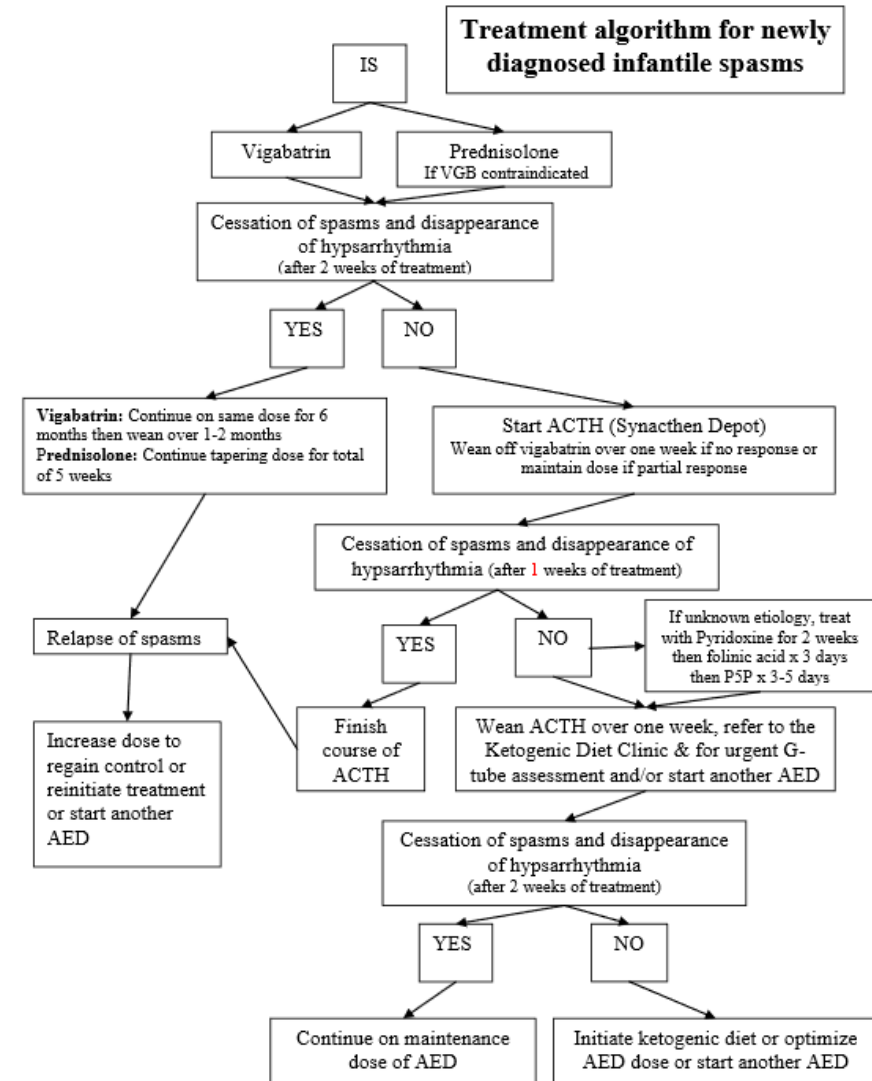 Treatment algorithm for newly
diagnosed infantile spasms
IS
Vigabatrin
Prednisolone
If VGB contraindicated
Cessation of spasms and disappearance
of hypsarrhythmia
(after 2 weeks of treatment)
YES
NO
Vigabatrin: Continue on same dose for 6
months then wean over 1-2 months
Prednisolone: Continue tapering dose for total
of 5 weeks
Start ACTH (Synacthen Depot)
Wean off vigabatrin over one week if no response or
maintain dose if partial response
Cessation of spasms and disappearance of
hypsarrhythmia (after 1 weeks of treatment)
Relapse of spasms
YES
NO
If unknown etiology, treat
with Pyridoxine for 2 weeks
then folinic acid x 3 days
then P5P x 3-5 days
Increase dose to
regain control or
reinitiate treatment
or start another
AED
Finish
course of
ACTH
Wean ACTH over one week, refer to the
Ketogenic Diet Clinic & for urgent G-
tube assessment and/or start another AED
Cessation of spasms and disappearance
of hypsarrhythmia
(after 2 weeks of treatment)
YES
NO
Continue on maintenance
dose of AED
Initiate ketogenic diet or optimize
AED dose or start another AED